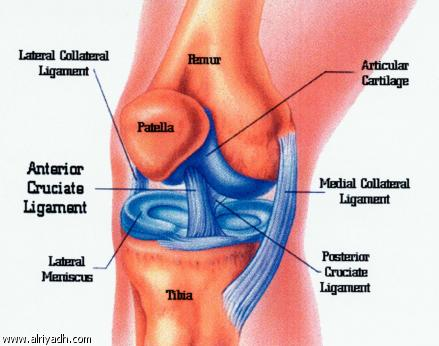 Lateral Collateral
Ligament
Femur
Articular
Cartilage
Patella
Anterior
Cruciate
Ligament
Medial Collateral
Ligament
Lateral
Meniscus
Posterior
Cruciate
Ligament
Tibia
www.alriyadh.com